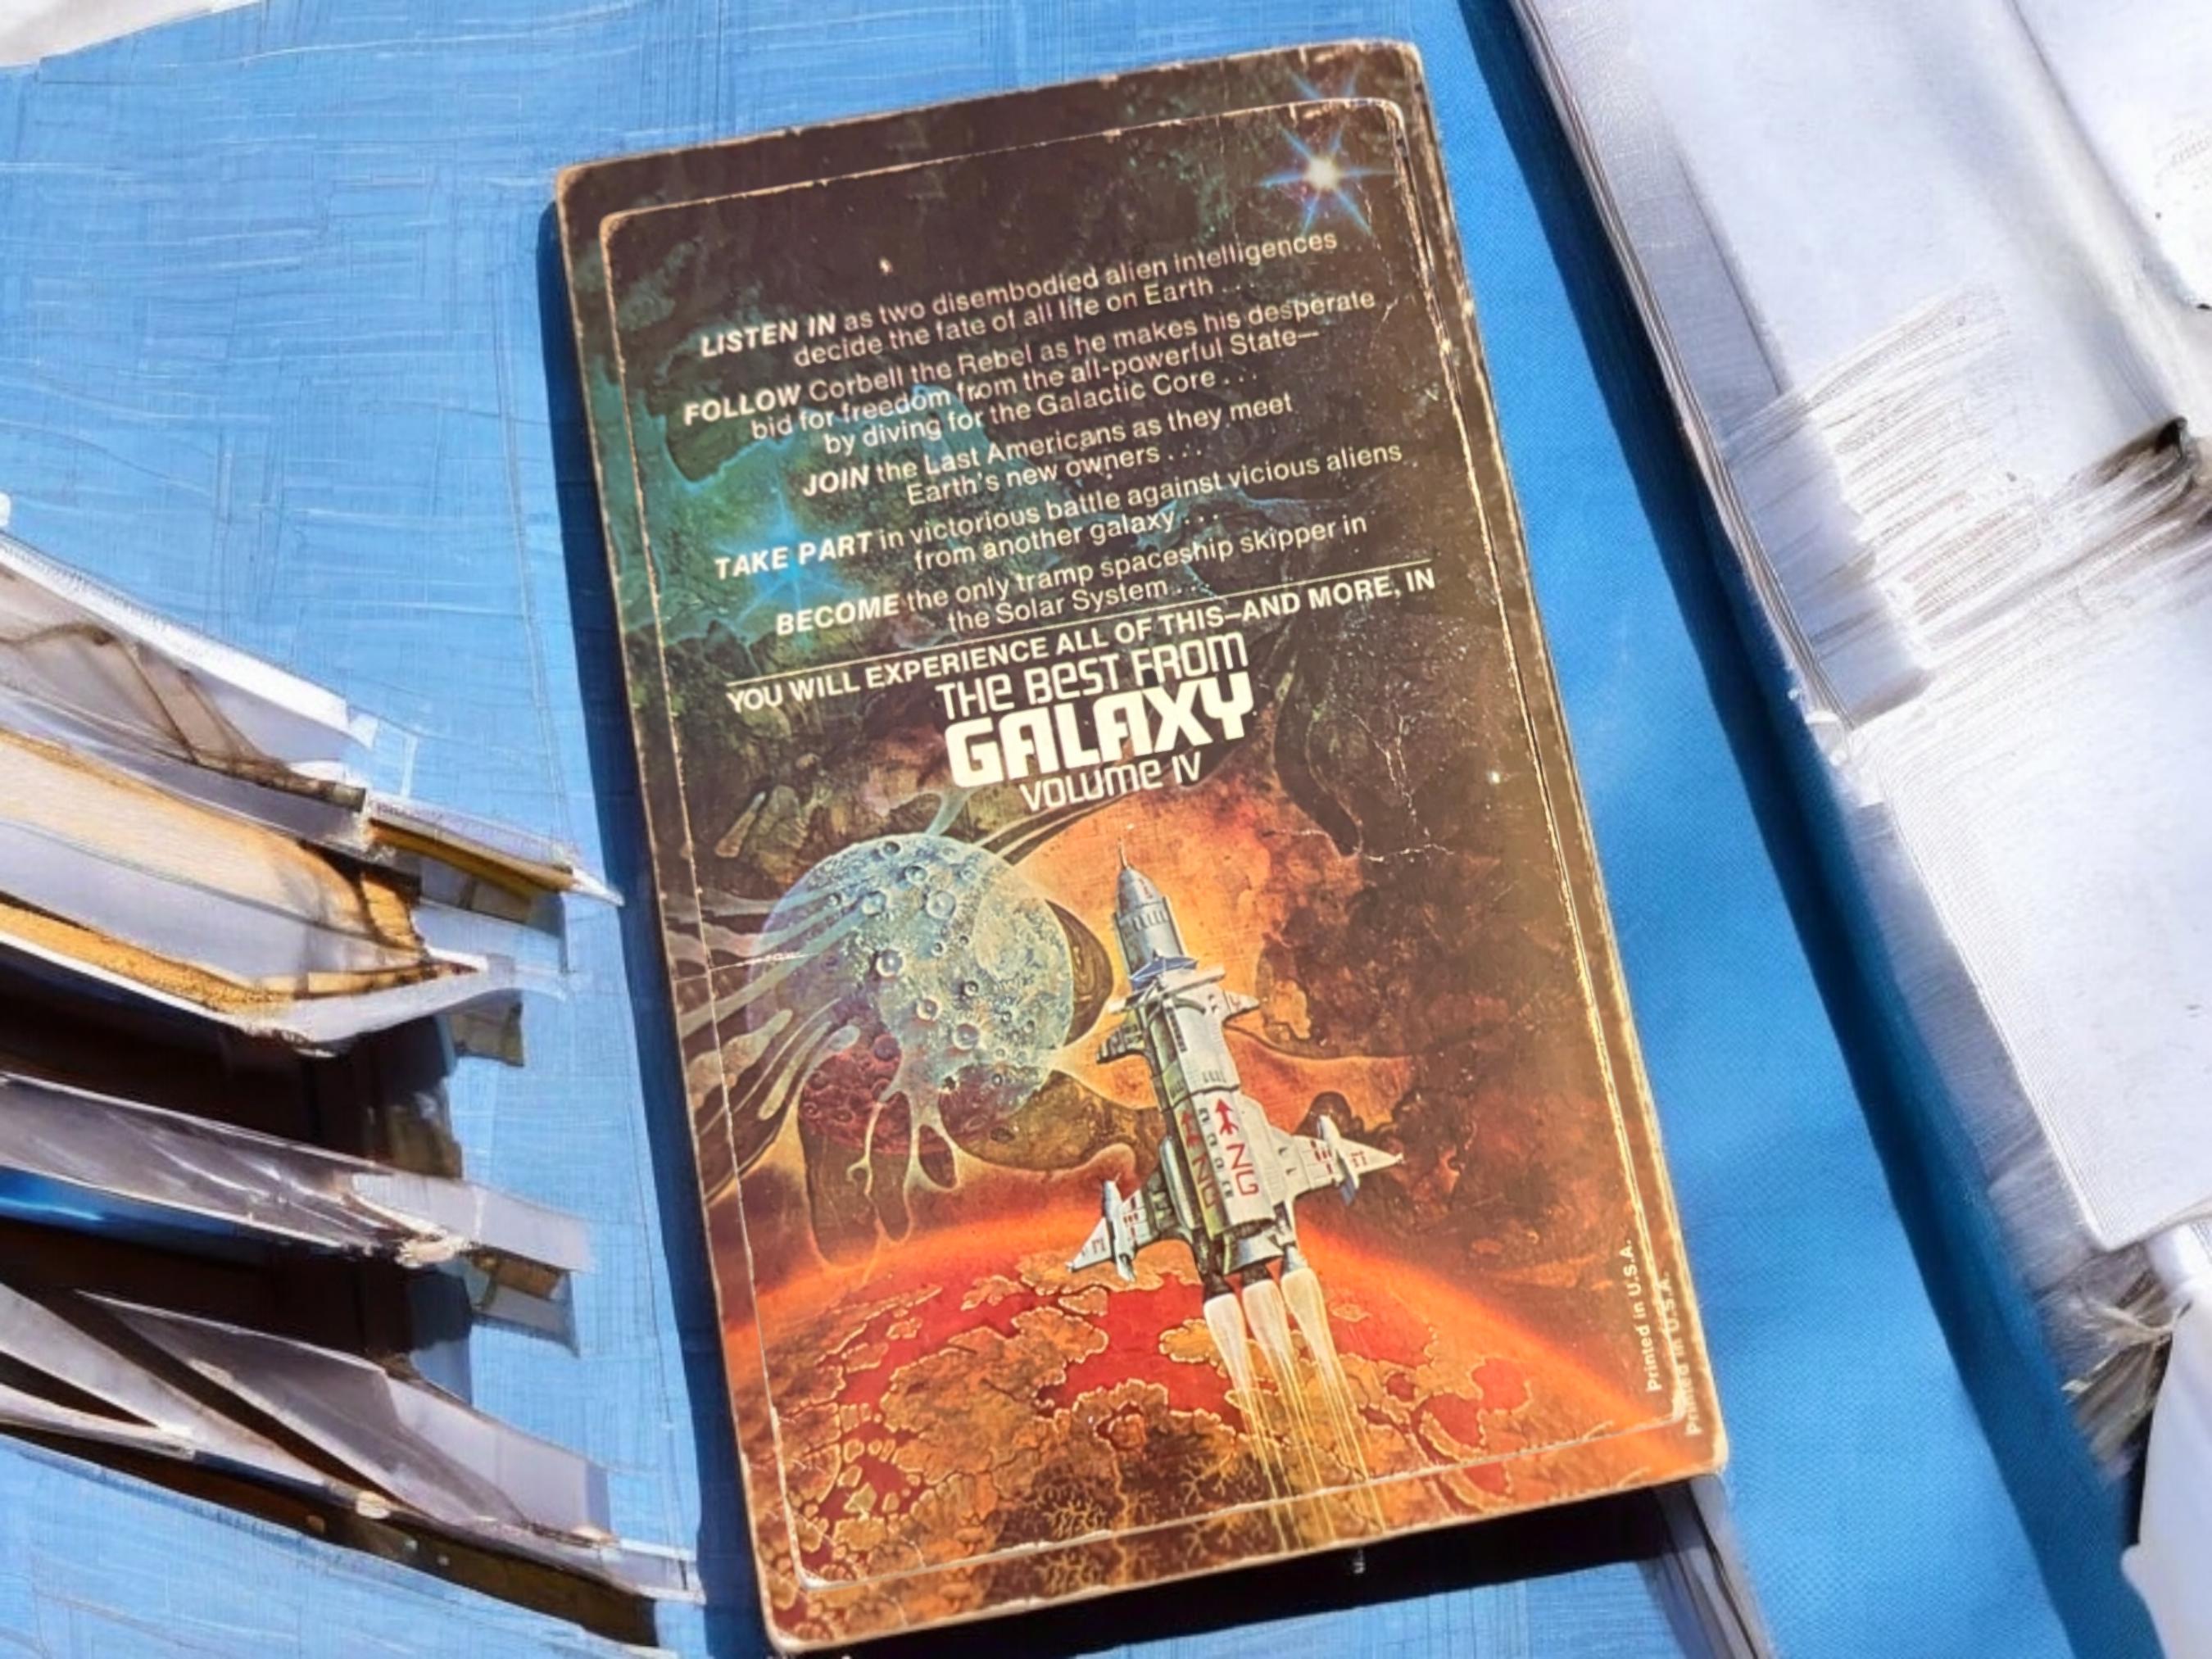 LISTEN IN as two disembodied alien intelligences
decide the fate of all life on Earth . . .
FOLLOW Corbell the Rebel as he makes his desperate
bid for freedom from the all-powerful State—
by diving for the Galactic Core . . .
JOIN the Last Americans as they meet
Earth's new owners . . .
TAKE PART in victorious battle against vicious aliens
from another galaxy . . .
BECOME the only tramp spaceship skipper in
the Solar System . . .
YOU WILL EXPERIENCE ALL OF THIS—AND MORE, IN
THE BEST FROM
GALAXY
VOLUME IV
NG
NG
Printed in U.S.A.
Printed in U.S.A.